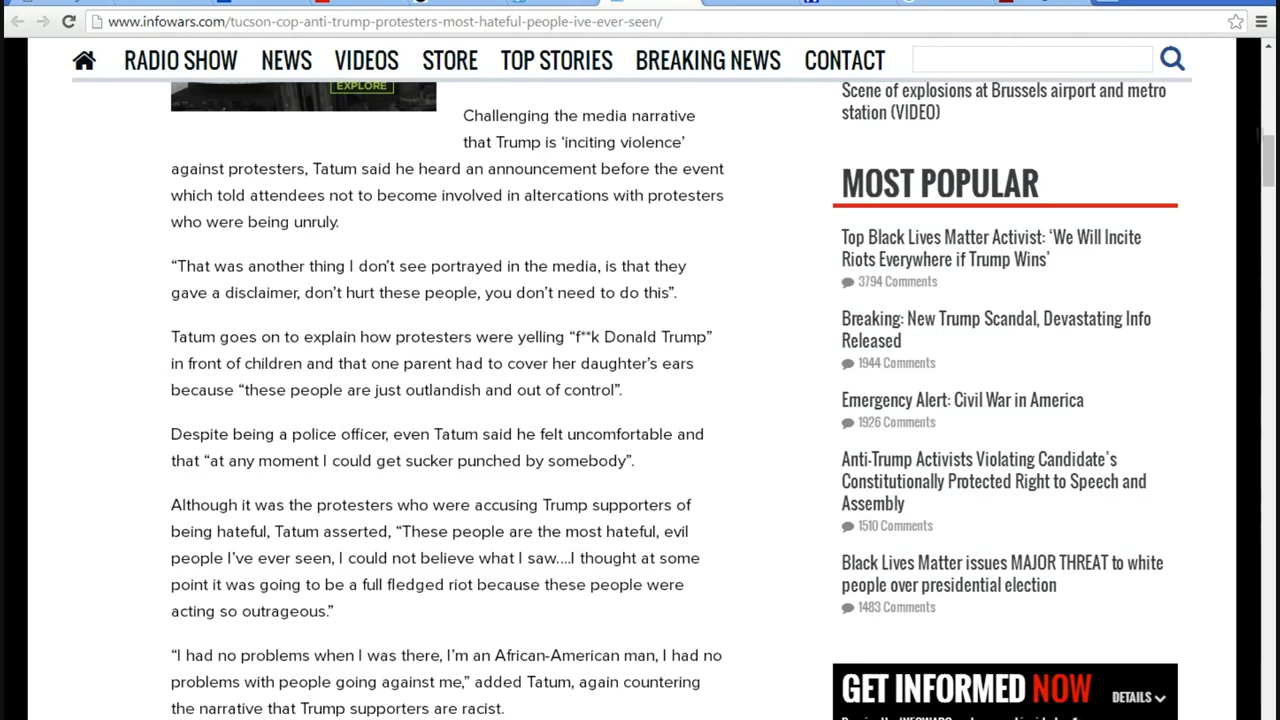 www.infowars.com/tucson-cop-anti-trump-protesters-most-hateful-people-ive-ever-seen/
RADIO SHOW NEWS VIDEOS STORE TOP STORIES BREAKING NEWS CONTACT
EXPLORE
Challenging the media narrative
that Trump is ‘inciting violence’
against protesters, Tatum said he heard an announcement before the event
which told attendees not to become involved in altercations with protesters
who were being unruly.
“That was another thing I don’t see portrayed in the media, is that they
gave a disclaimer, don’t hurt these people, you don’t need to do this”.
Tatum goes on to explain how protesters were yelling “f**k Donald Trump”
in front of children and that one parent had to cover her daughter’s ears
because “these people are just outlandish and out of control”.
Despite being a police officer, even Tatum said he felt uncomfortable and
that “at any moment I could get sucker punched by somebody”.
Although it was the protesters who were accusing Trump supporters of
being hateful, Tatum asserted, “These people are the most hateful, evil
people I’ve ever seen, I could not believe what I saw....I thought at some
point it was going to be a full fledged riot because these people were
acting so outrageous.”
“I had no problems when I was there, I’m an African-American man, I had no
problems with people going against me,” added Tatum, again countering
the narrative that Trump supporters are racist.
Scene of explosions at Brussels airport and metro
station (VIDEO)
MOST POPULAR
Top Black Lives Matter Activist: ‘We Will Incite
Riots Everywhere if Trump Wins’
3794 Comments
Breaking: New Trump Scandal, Devastating Info
Released
1944 Comments
Emergency Alert: Civil War in America
1926 Comments
Anti-Trump Activists Violating Candidate’s
Constitutionally Protected Right to Speech and
Assembly
1510 Comments
Black Lives Matter issues MAJOR THREAT to white
people over presidential election
1483 Comments
GET INFORMED NOW DETAILS